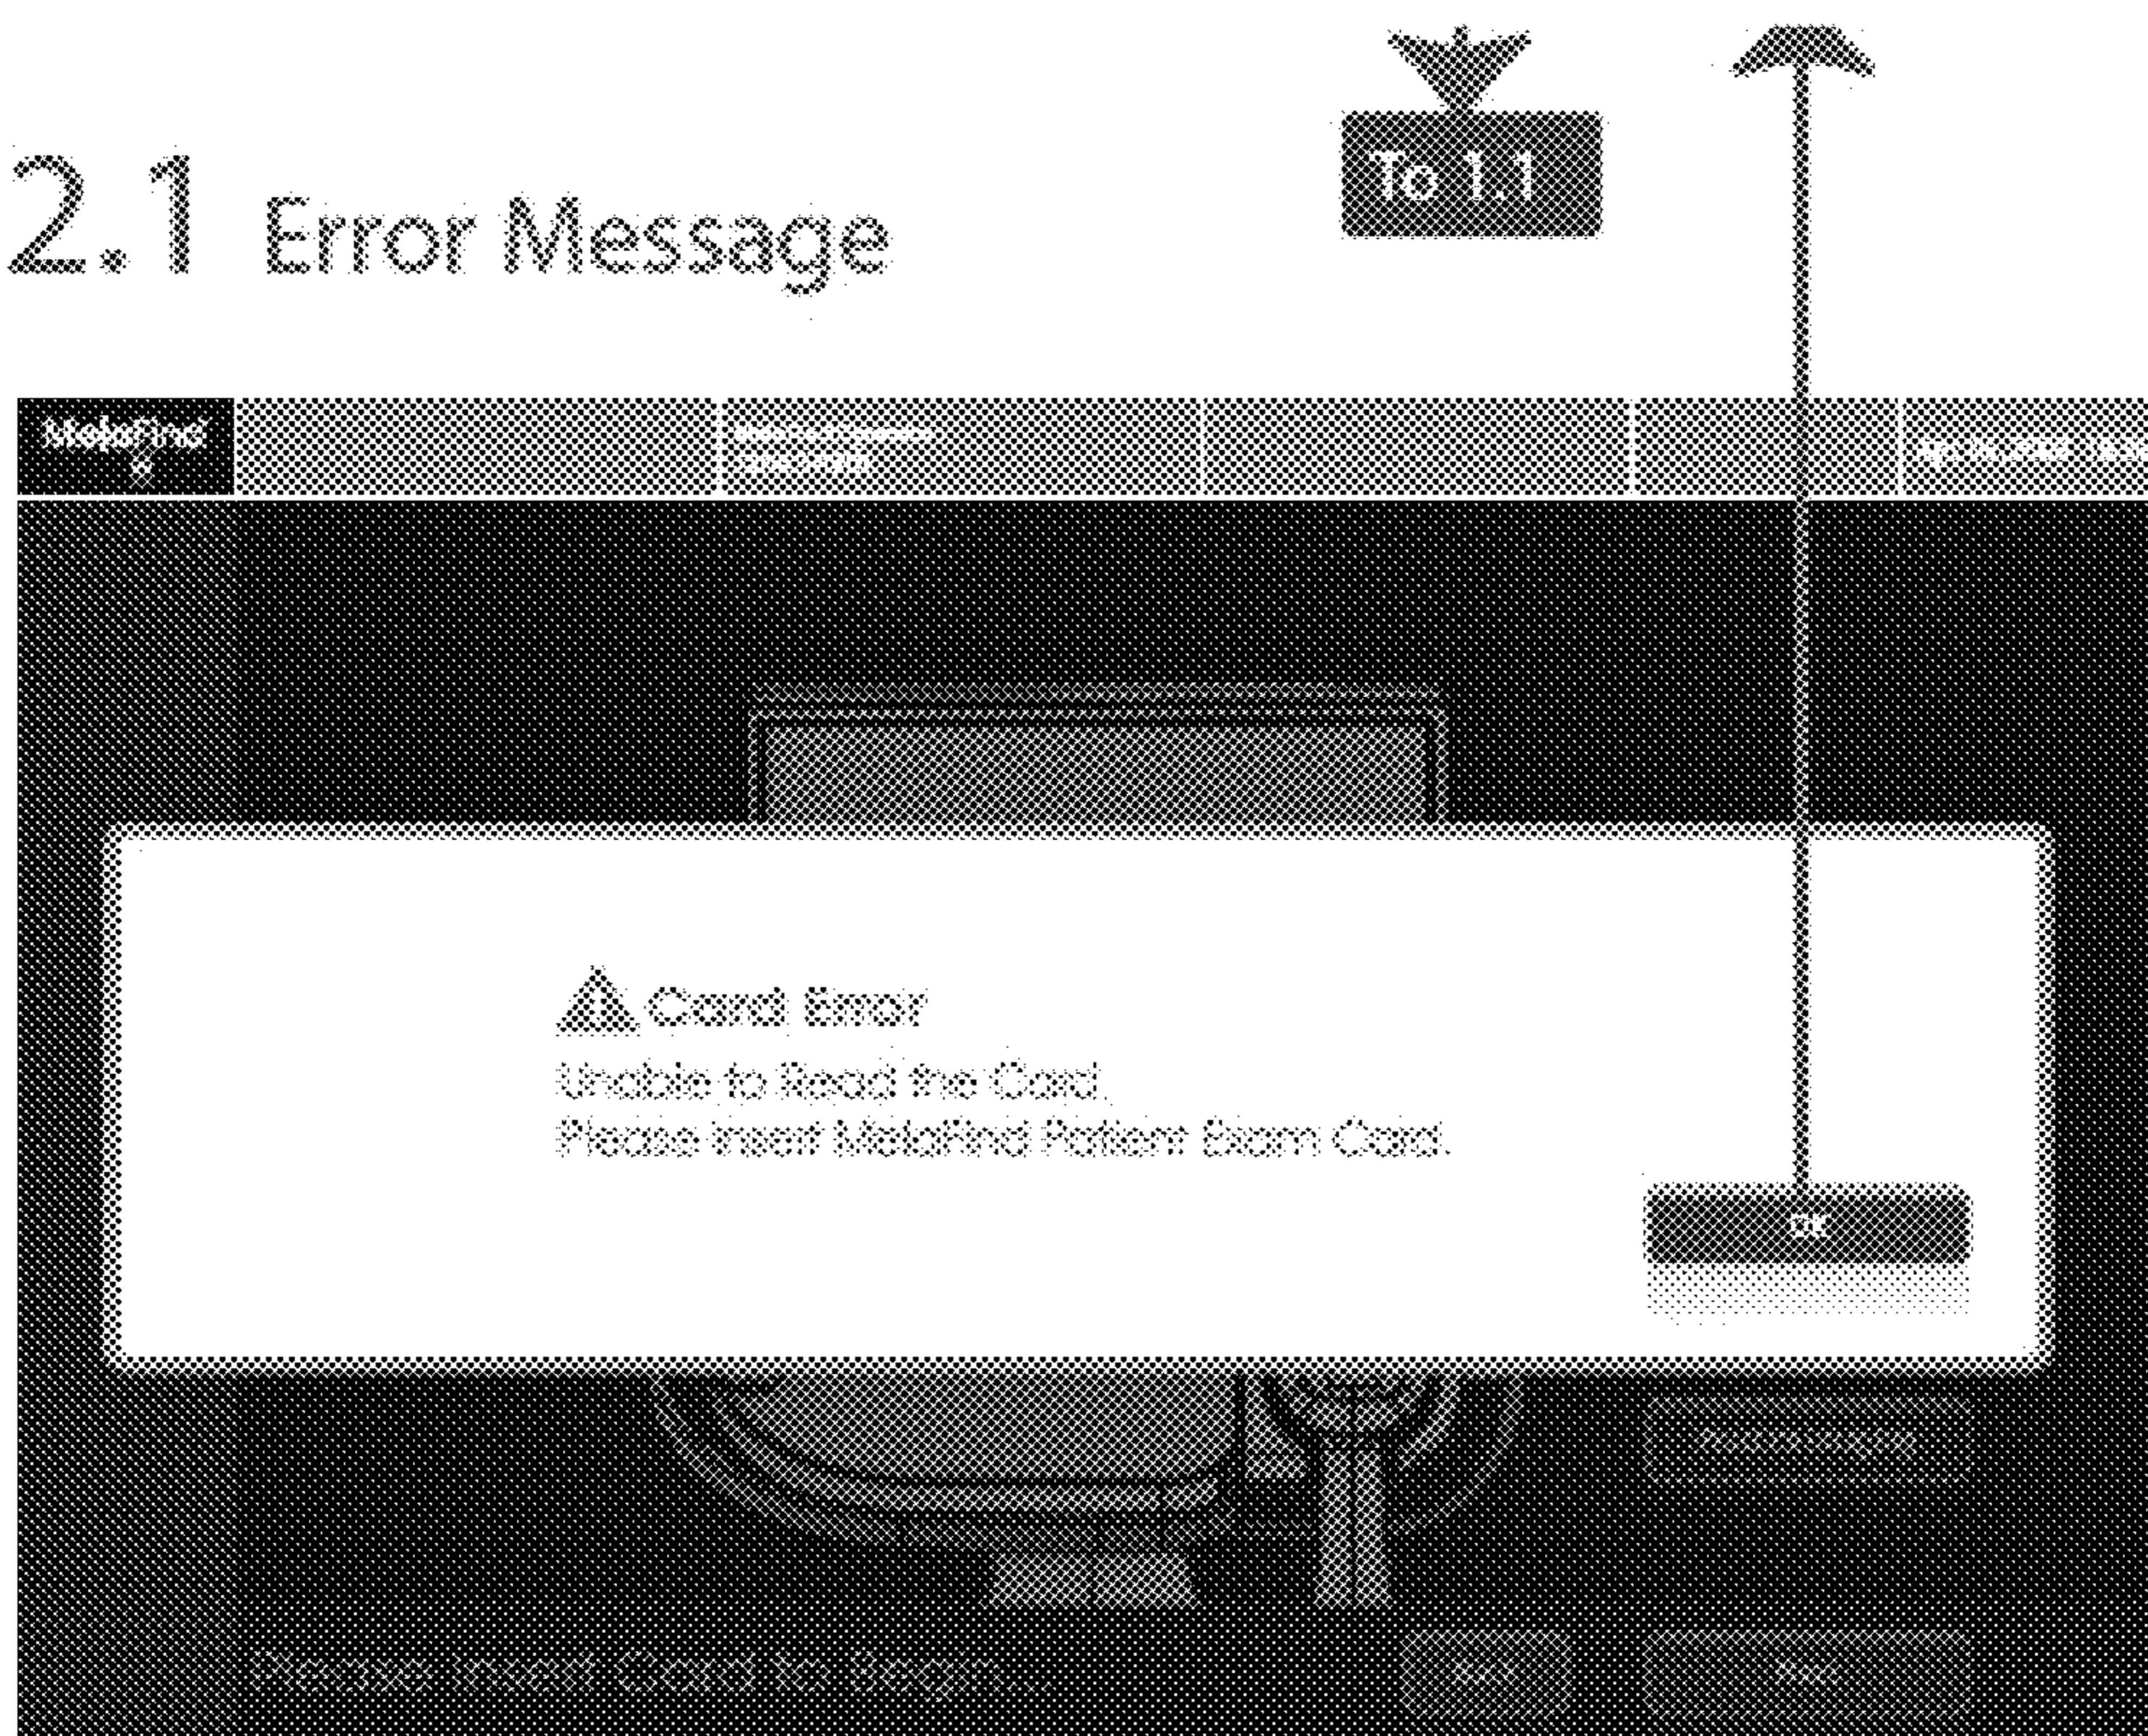 To 1.1
2.1 Error Message
MelaFind
Card Error
Unable to Read the Card.
Please insert MelaFind Patient Exam Card.
OK
Please Insert Card to Begin